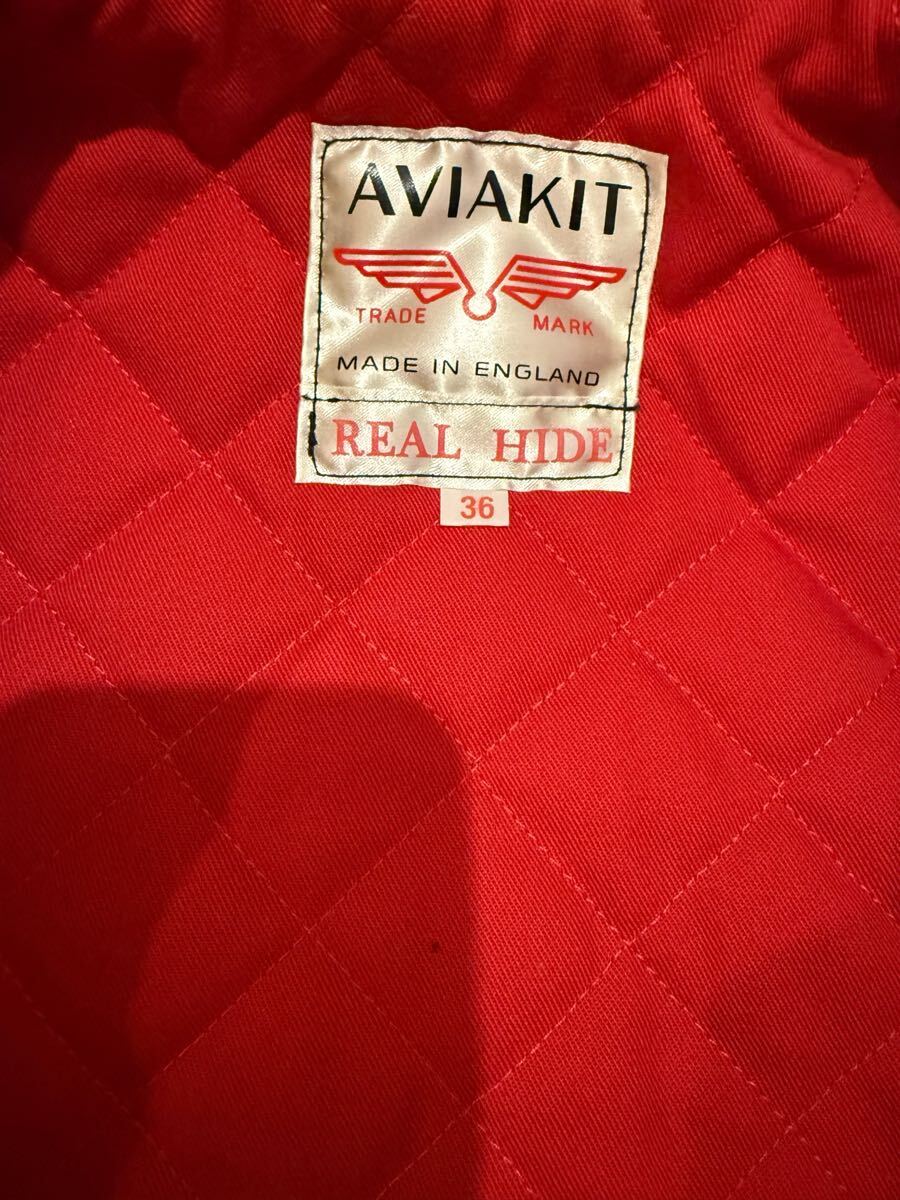 AVIAKIT
TRADE MARK
MADE IN ENGLAND
REAL HIDE
36